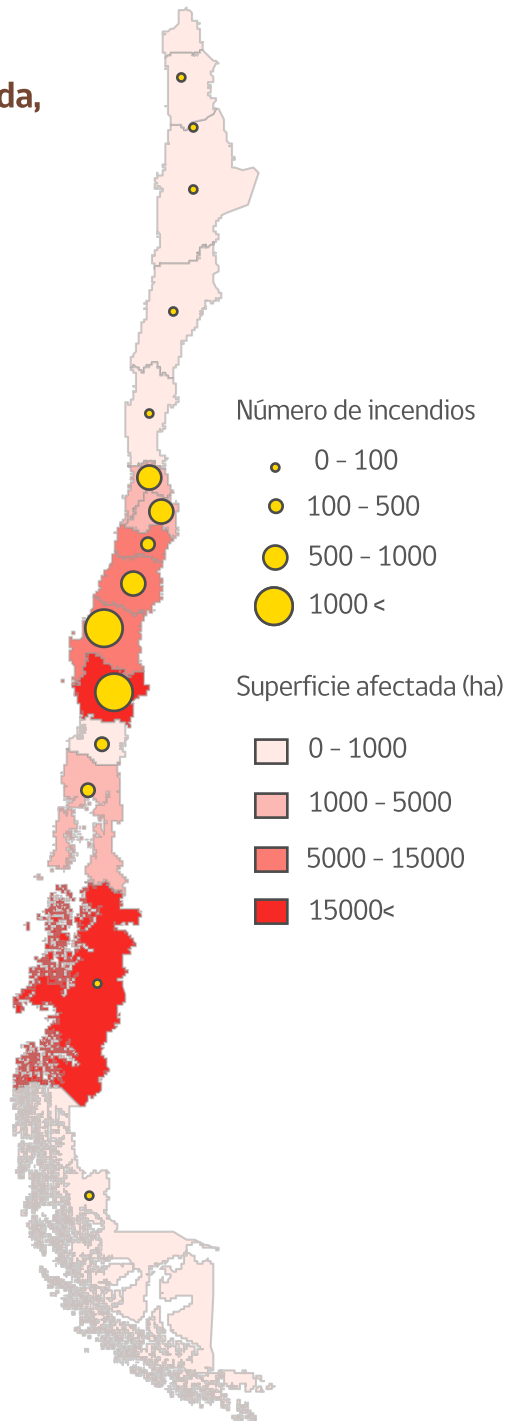 da,
Número de incendios
0 – 100
100 – 500
500 – 1000
1000 <
Superficie afectada (ha)
0 – 1000
1000 – 5000
5000 – 15000
15000<